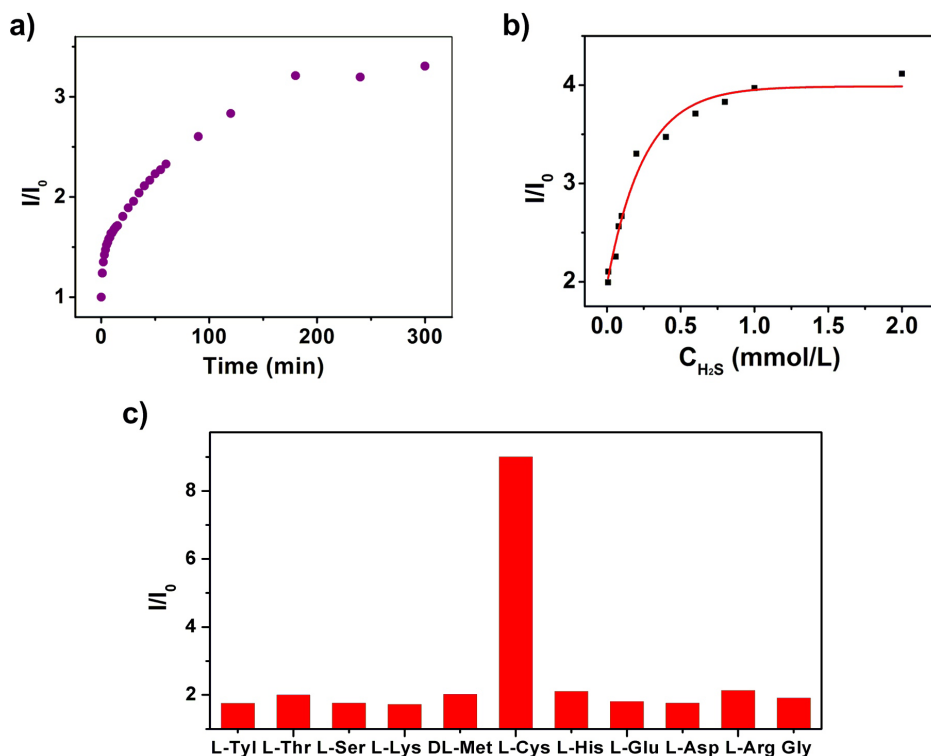 a)
3
2
1
I/I₀
0
100
200
300
Time (min)
b)
4
3
2
I/I₀
0.0
0.5
1.0
1.5
2.0
C_H₂S (mmol/L)
c)
8
6
4
2
I/I₀
L-Tyl L-Thr L-Ser L-Lys DL-Met L-Cys L-His L-Glu L-Asp L-Arg Gly